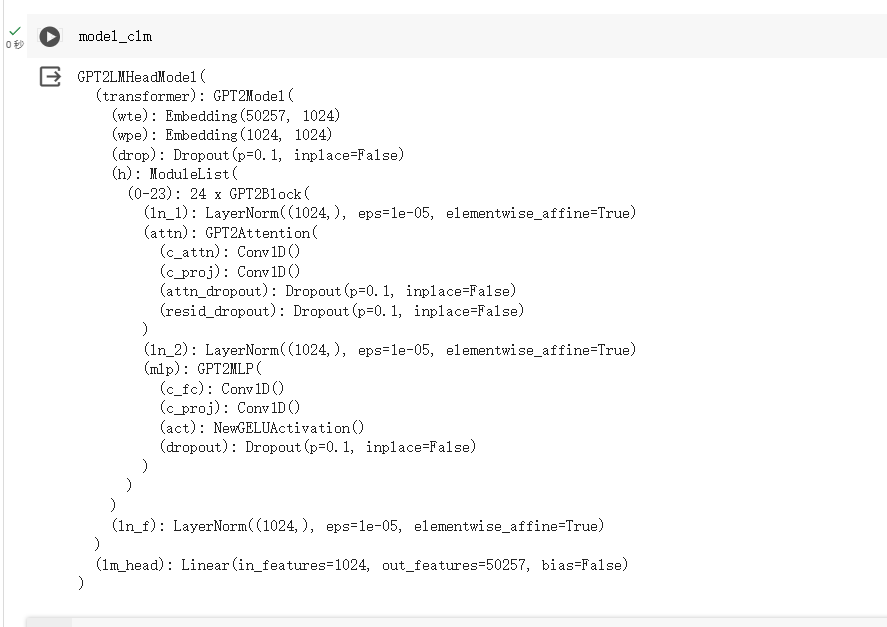 model_clm
0 秒
GPT2LMHeadModel(
  (transformer): GPT2Model(
    (wte): Embedding(50257, 1024)
    (wpe): Embedding(1024, 1024)
    (drop): Dropout(p=0.1, inplace=False)
    (h): ModuleList(
      (0-23): 24 x GPT2Block(
        (ln_1): LayerNorm((1024,), eps=1e-05, elementwise_affine=True)
        (attn): GPT2Attention(
          (c_attn): Conv1D()
          (c_proj): Conv1D()
          (attn_dropout): Dropout(p=0.1, inplace=False)
          (resid_dropout): Dropout(p=0.1, inplace=False)
        )
        (ln_2): LayerNorm((1024,), eps=1e-05, elementwise_affine=True)
        (mlp): GPT2MLP(
          (c_fc): Conv1D()
          (c_proj): Conv1D()
          (act): NewGELUActivation()
          (dropout): Dropout(p=0.1, inplace=False)
        )
      )
    )
    (ln_f): LayerNorm((1024,), eps=1e-05, elementwise_affine=True)
  )
  (lm_head): Linear(in_features=1024, out_features=50257, bias=False)
)